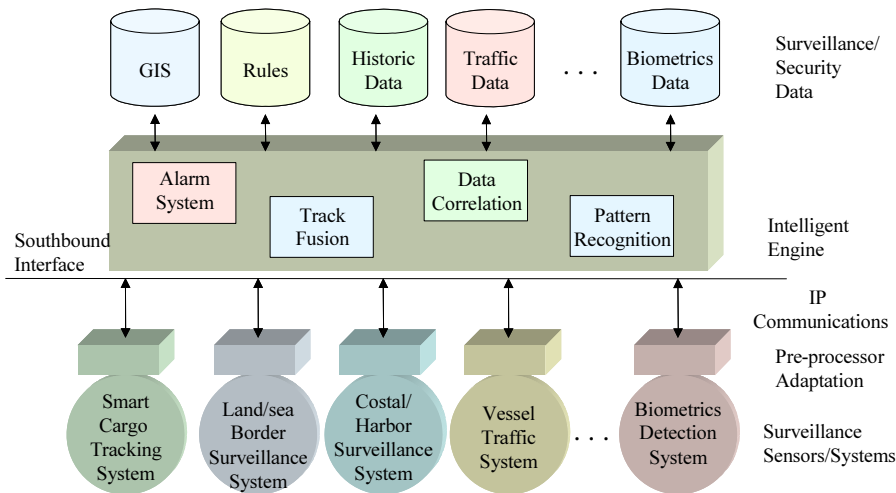 GIS
Rules
Historic
Data
Traffic
Data
. . .
Biometrics
Data
Surveillance/
Security
Data
Alarm
System
Track
Fusion
Data
Correlation
Pattern
Recognition
Southbound
Interface
Intelligent
Engine
IP
Communications
Pre-processor
Adaptation
Smart
Cargo
Tracking
System
Land/sea
Border
Surveillance
System
Costal/
Harbor
Surveillance
System
Vessel
Traffic
System
. . .
Biometrics
Detection
System
Surveillance
Sensors/Systems